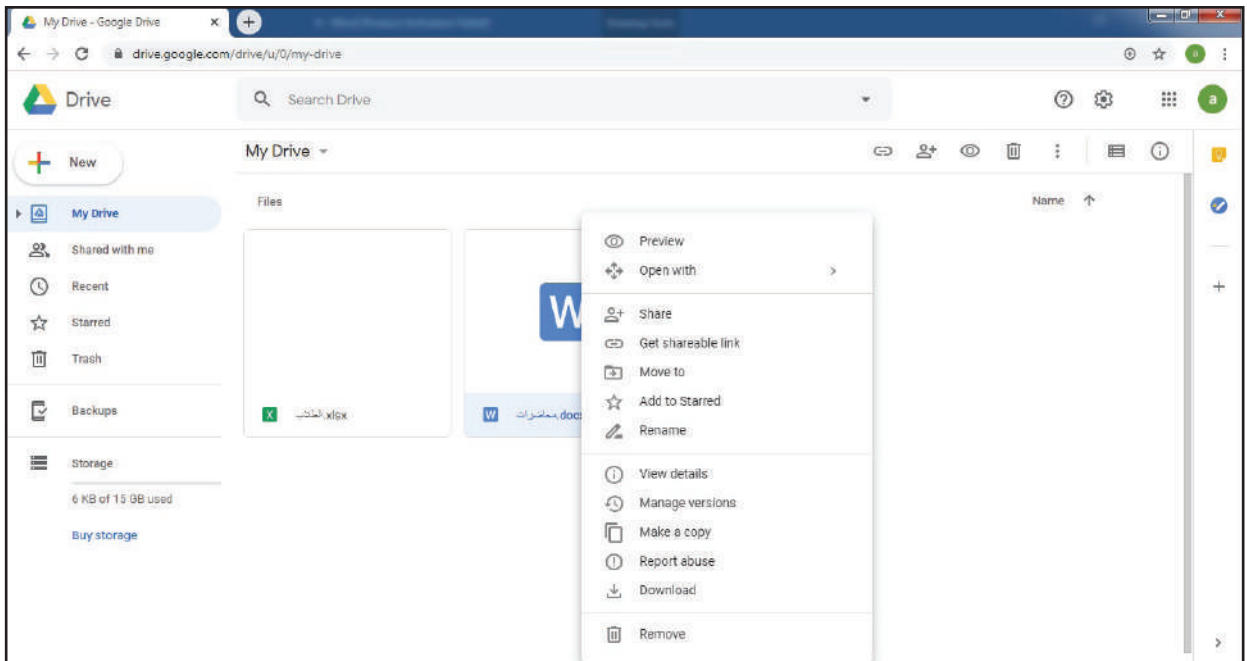 My Drive - Google Drive
drive.google.com/drive/u/0/my-drive
a
Drive
Search Drive
a
New
My Drive
My Drive
Shared with me
Recent
Starred
Trash
Backups
Storage
6 KB of 15 GB used
Buy storage
Files
Name
الطلاب.xlsx
W
محاضرات.doc
Preview
Open with
Share
Get shareable link
Move to
Add to Starred
Rename
View details
Manage versions
Make a copy
Report abuse
Download
Remove